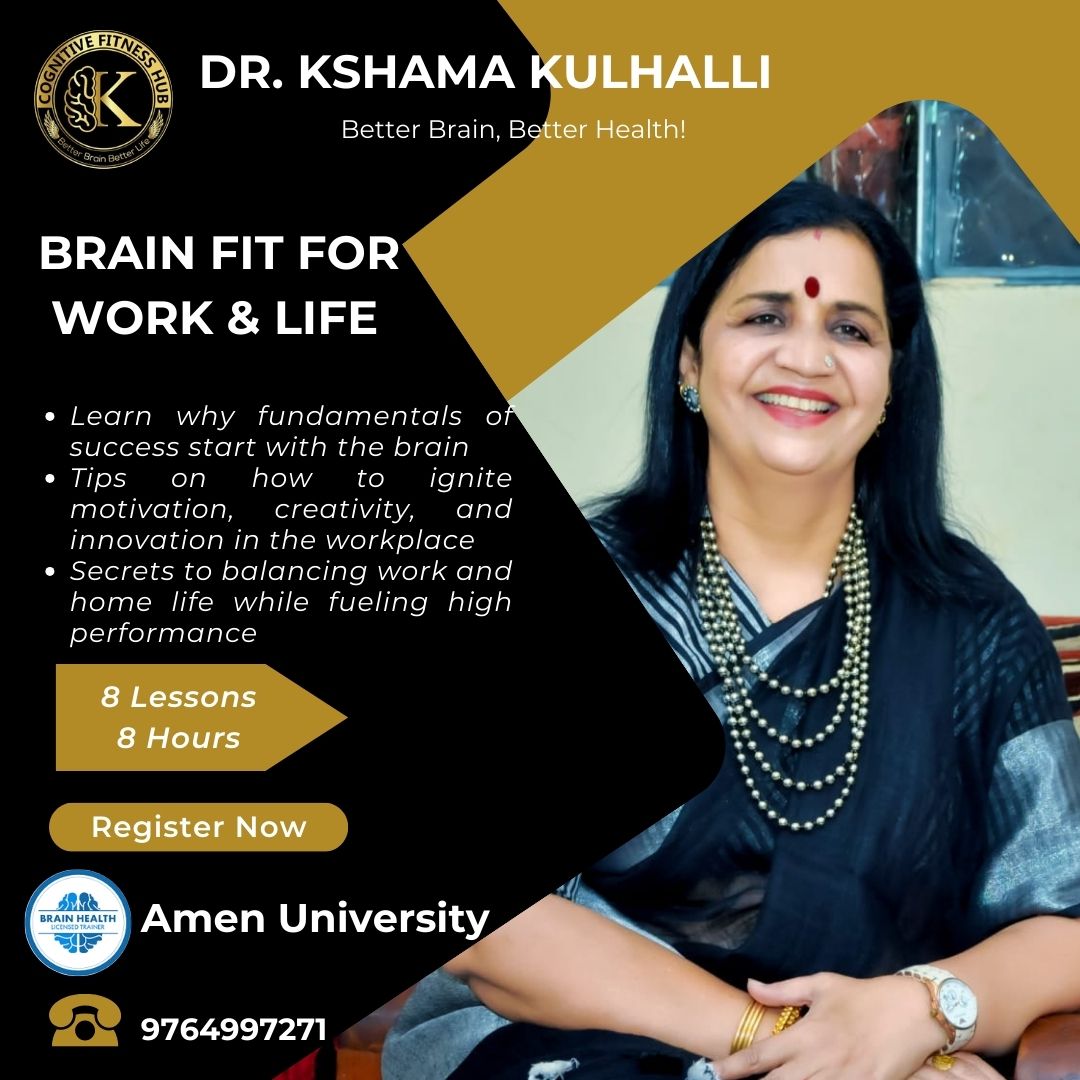 COGNITIVE FITNESS HUB
K
Better Brain Better Life
DR. KSHAMA KULHALLI
Better Brain, Better Health!
BRAIN FIT FOR
WORK & LIFE
• Learn why fundamentals of
success start with the brain
• Tips on how to ignite
motivation, creativity, and
innovation in the workplace
• Secrets to balancing work and
home life while fueling high
performance
8 Lessons
8 Hours
Register Now
BRAIN HEALTH
LICENSED TRAINER
Amen University
9764997271